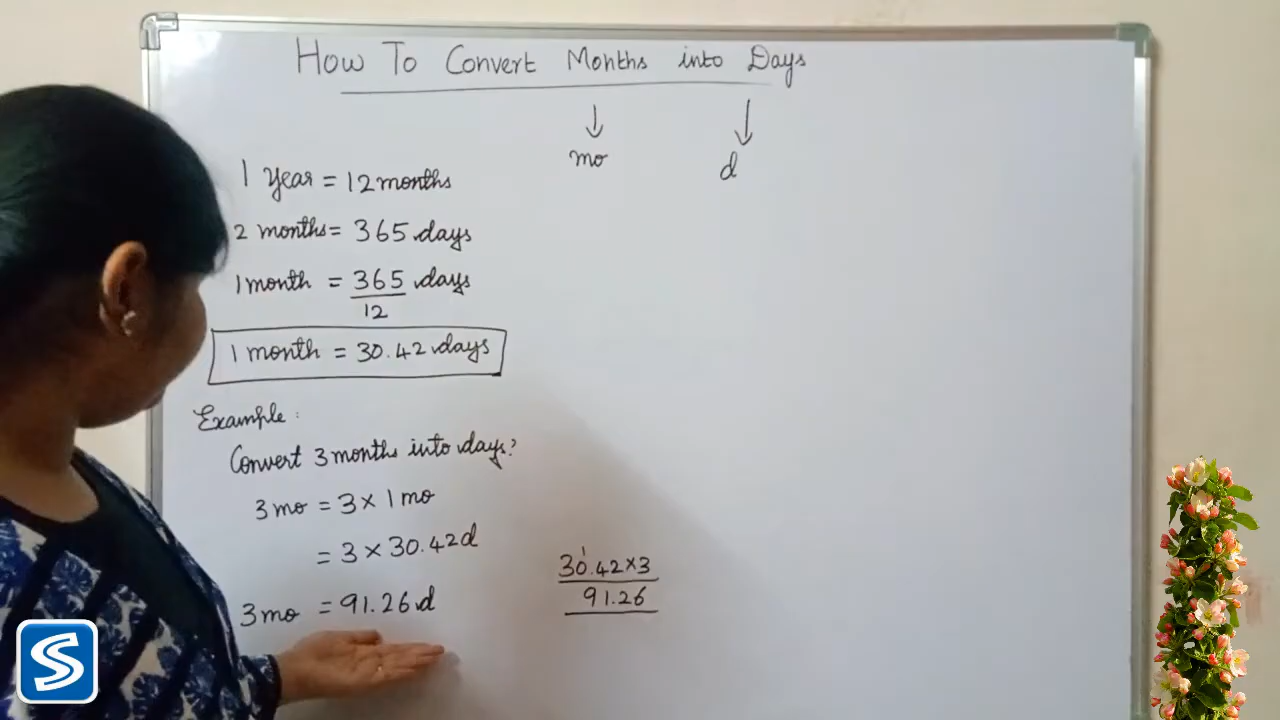 How To Convert Months into Days
mo d
1 year = 12 months
2 months = 365 days
1 month = 365 days
12
1 month = 30.42 days
Example:
Convert 3 months into days?
3 mo = 3 × 1 mo
= 3 × 30.42 d
3 mo = 91.26 d
1
30.42 × 3
91.26
S